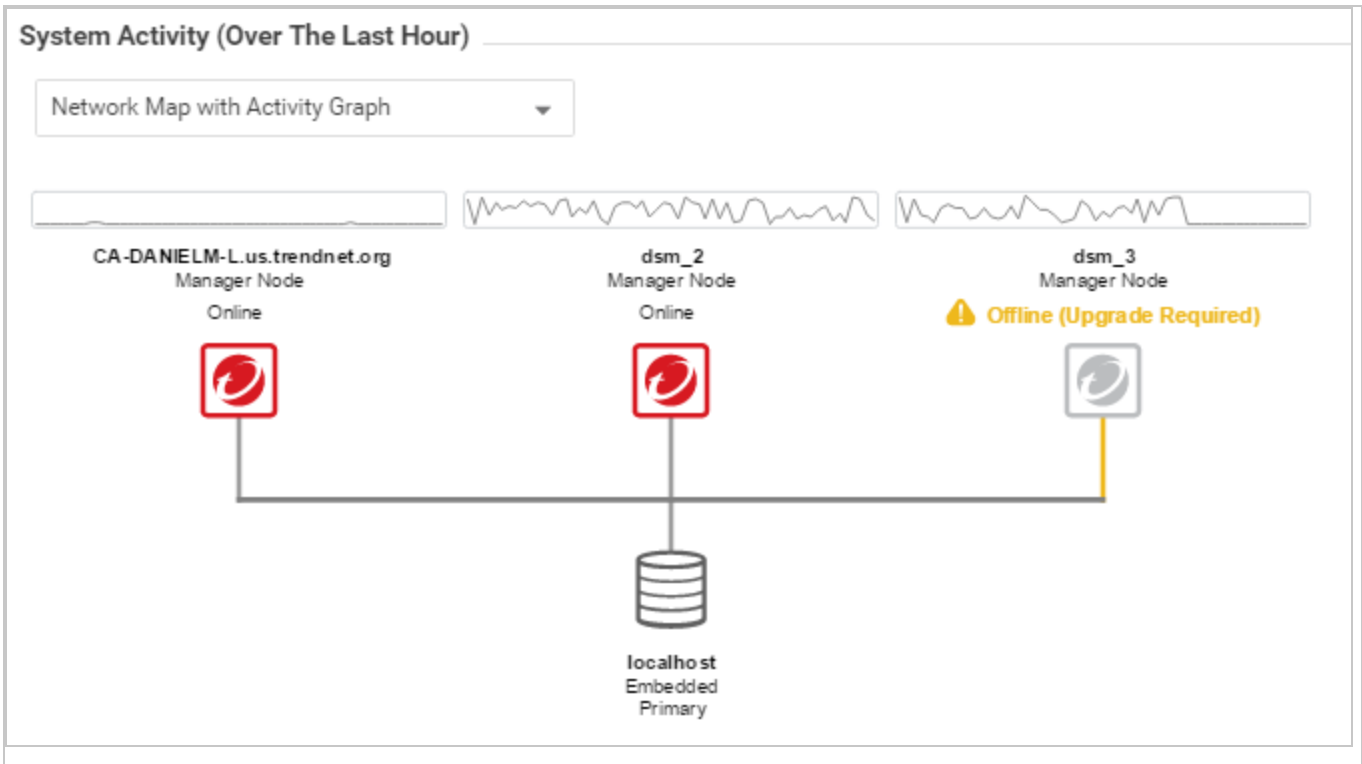 System Activity (Over The Last Hour)
Network Map with Activity Graph
CA-DANIELM-L.us.trendnet.org
Manager Node
Online
dsm_2
Manager Node
Online
dsm_3
Manager Node
Offline (Upgrade Required)
localhost
Embedded
Primary